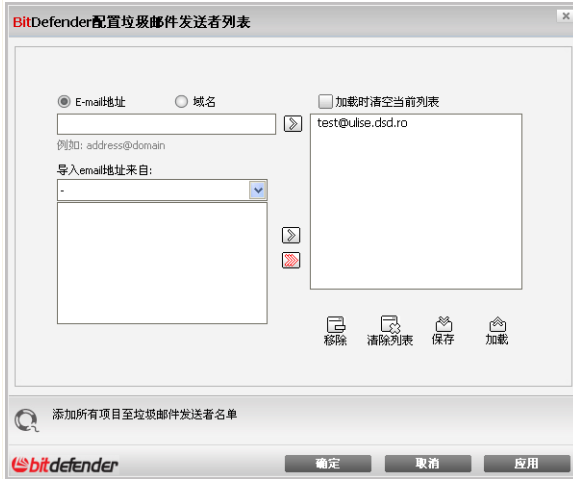 BitDefender配置垃圾邮件发送者列表
E-mail地址
域名
加载时清空当前列表
test@ulise.dsd.ro
例如: address@domain
导入email地址来自:
-
移除
清除列表
保存
加载
添加所有项目至垃圾邮件发送者名单
bitdefender
确定
取消
应用